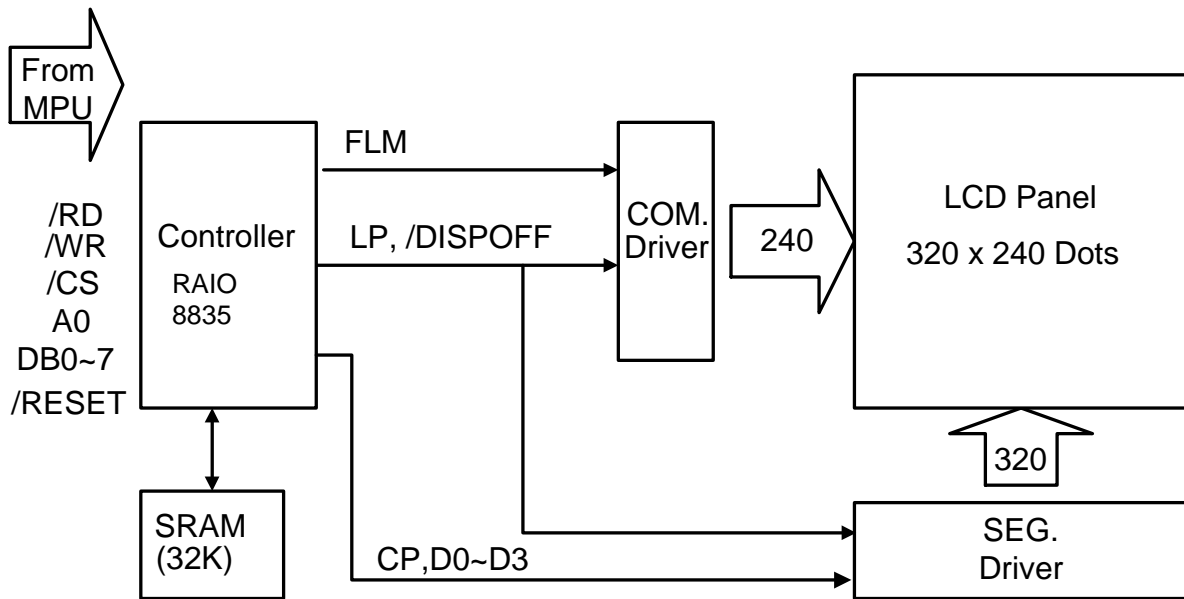 From
MPU
/RD
/WR
/CS
A0
DB0~7
/RESET
Controller
RAIO
8835
SRAM
(32K)
FLM
LP, /DISPOFF
CP,D0~D3
COM.
Driver
240
LCD Panel
320 x 240 Dots
320
SEG.
Driver